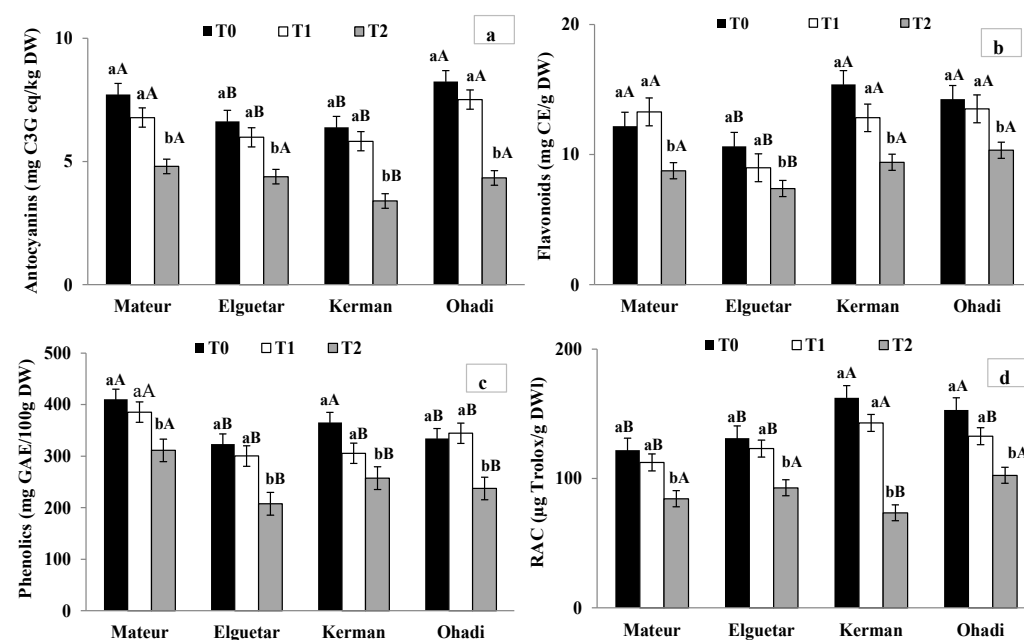 T0 T1 T2
a
Antocyanins (mg C3G eq/kg DW)
10
5
0
aA aA bA
aB aB bA
aB aB bB
aA aA bA
Mateur Elguetar Kerman Ohadi
T0 T1 T2
b
Flavonoids (mg CE/g DW)
20
10
0
aA aA bA
aB aB bB
aA aA bA
aA aA bA
Mateur Elguetar Kerman Ohadi
T0 T1 T2
c
Phenolics (mg GAE/100g DW)
500
400
300
200
100
0
aA aA bA
aB aB bB
aA aB bB
aB aB bB
Mateur Elguetar Kerman Ohadi
T0 T1 T2
d
RAC (µg Trolox/g DWl)
200
100
0
aB aB bA
aB aB bA
aA aA bB
aA aB bA
Mateur Elguetar Kerman Ohadi